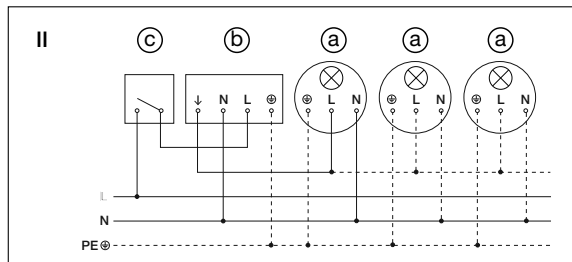 II
c b a a a
↓ N L ⏚ ⏚ L N ⏚ L N ⏚ L N
L
N
PE ⏚